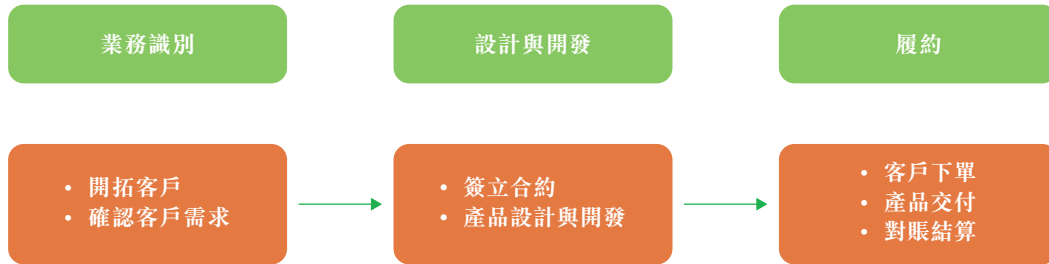 業務識別
設計與開發
履約
• 開拓客戶
• 確認客戶需求
• 簽立合約
• 產品設計與開發
• 客戶下單
• 產品交付
• 對賬結算